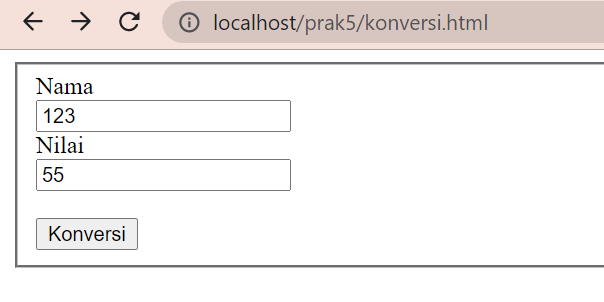 localhost/prak5/konversi.html
Nama
123
Nilai
55
Konversi